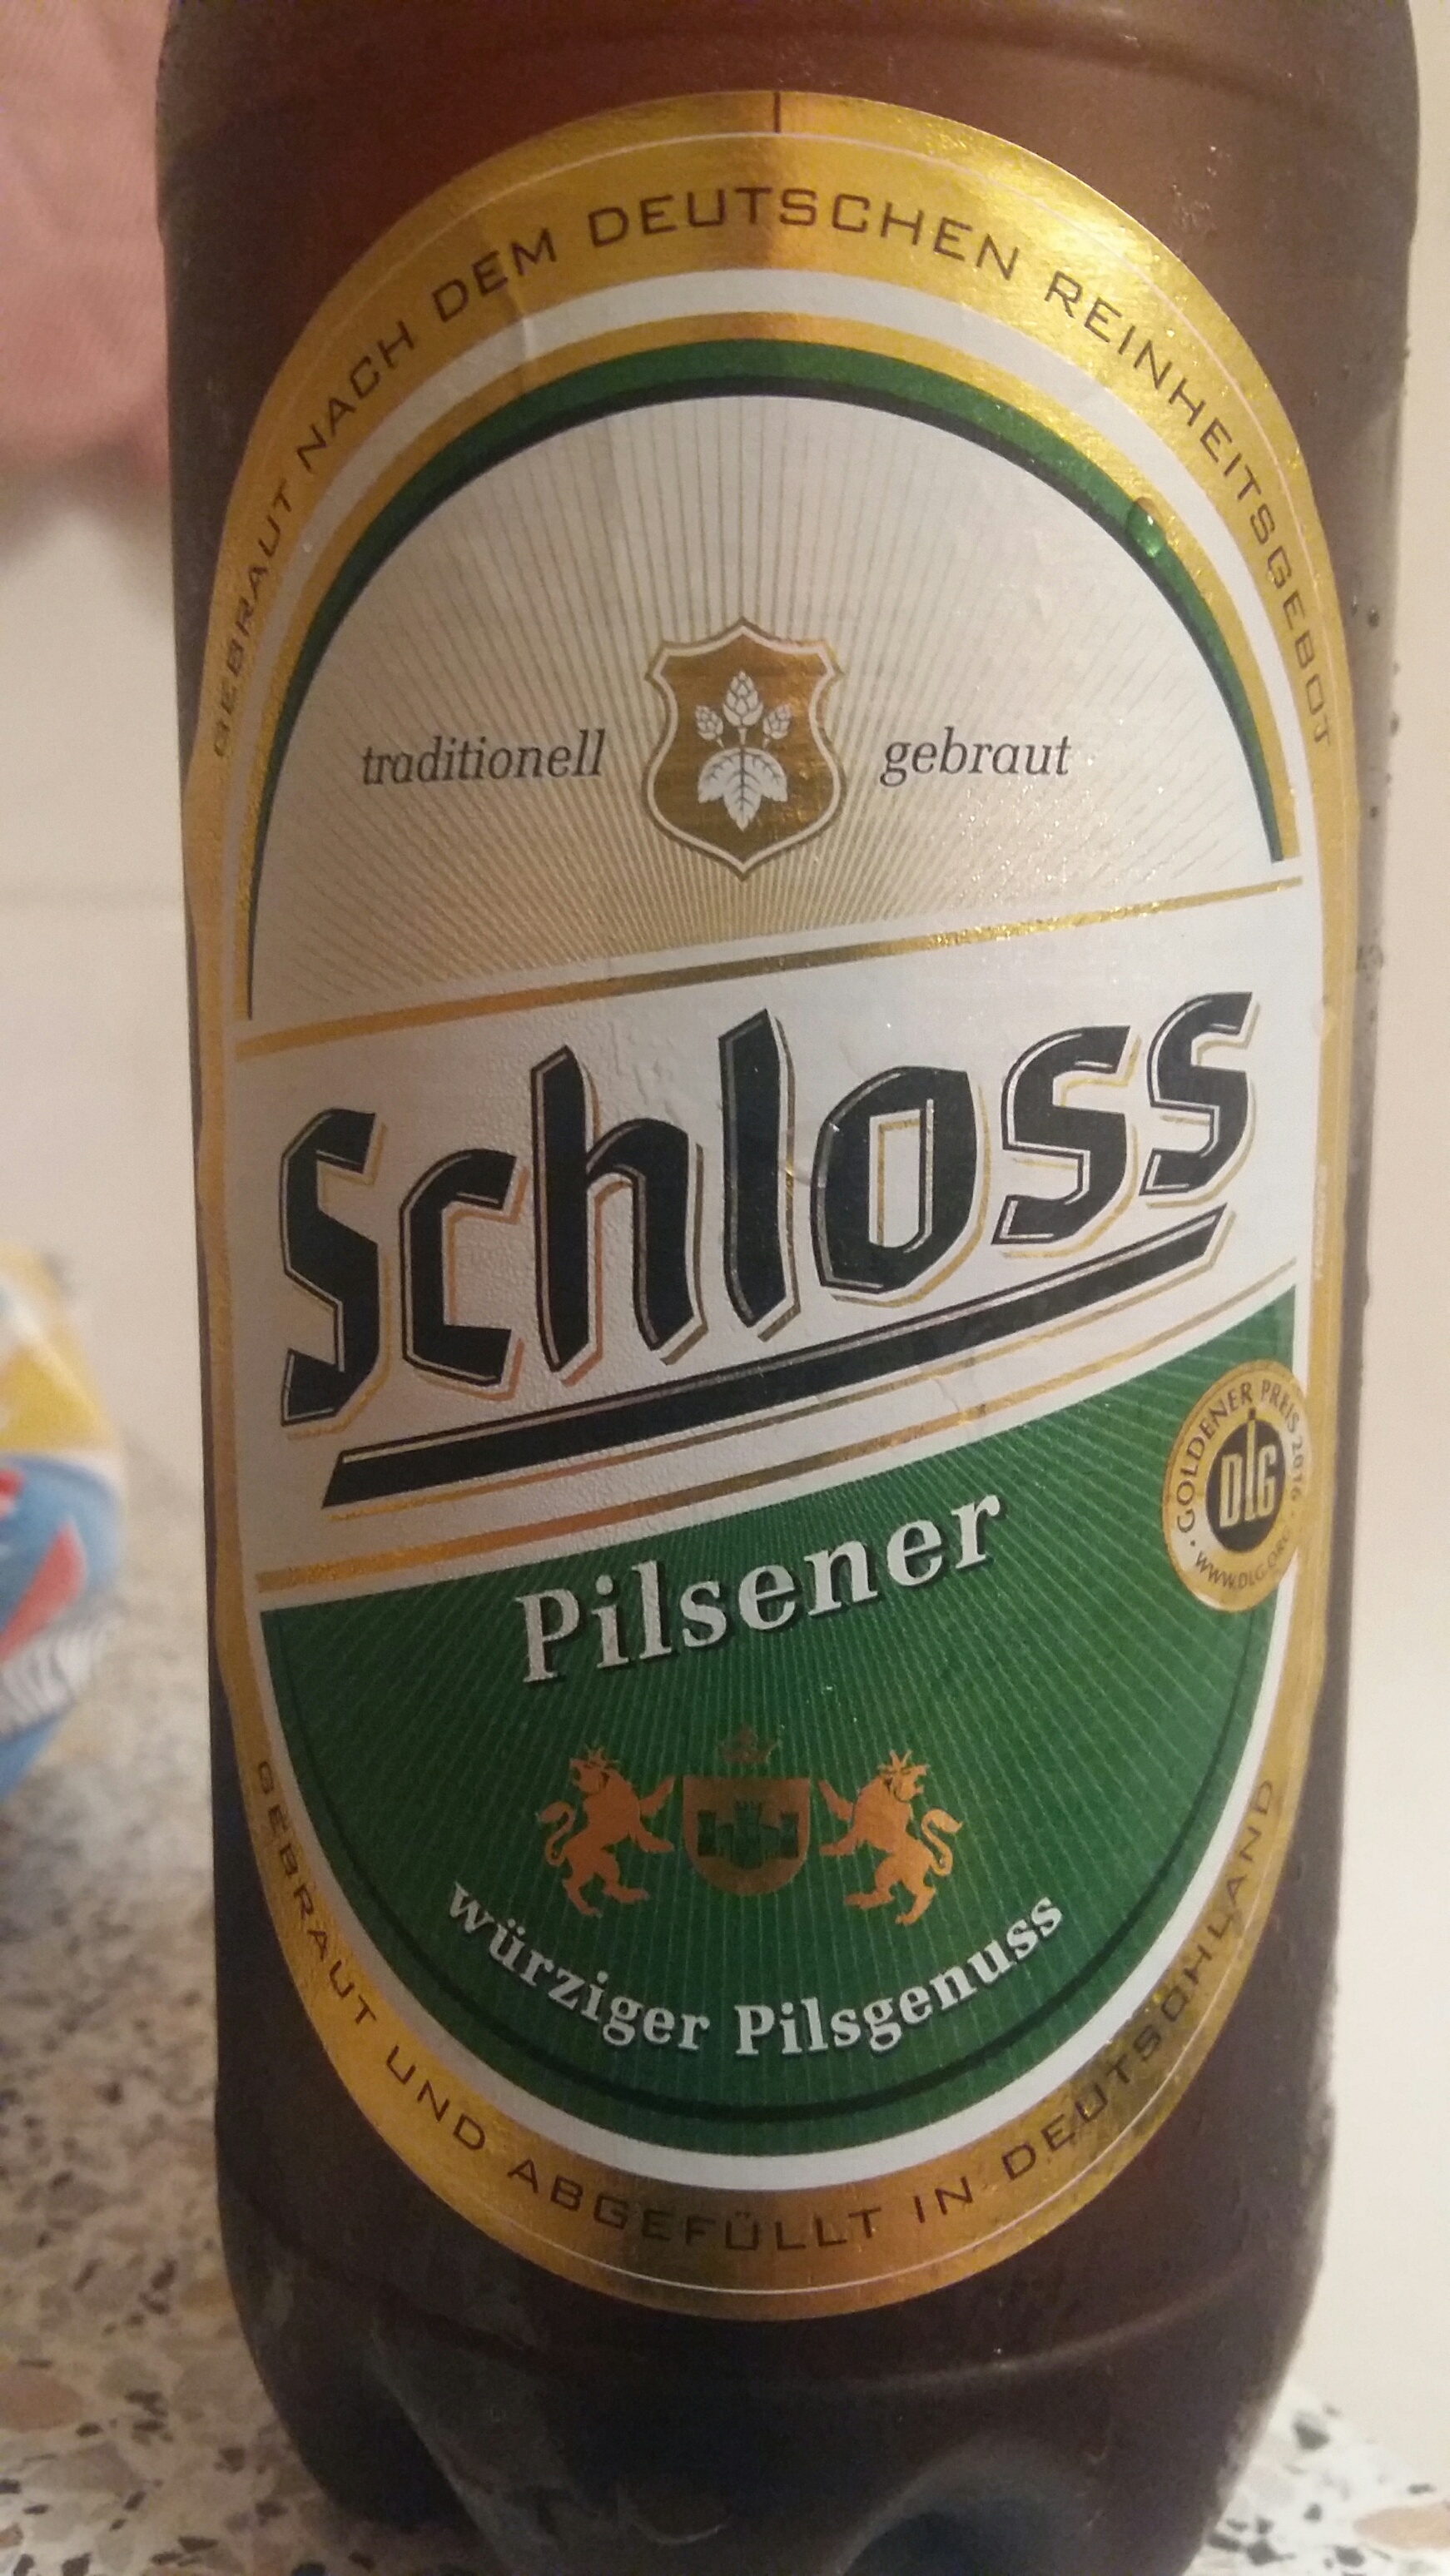 GEBRAUT NACH DEM DEUTSCHEN REINHEITSGEBOT
traditionell gebraut
Schloss
Pilsener
GOLDENER PREIS 2016
DLG
WWW.DLG.ORG
würziger Pilsgenuss
GEBRAUT UND ABGEFÜLLT IN DEUTSCHLAND